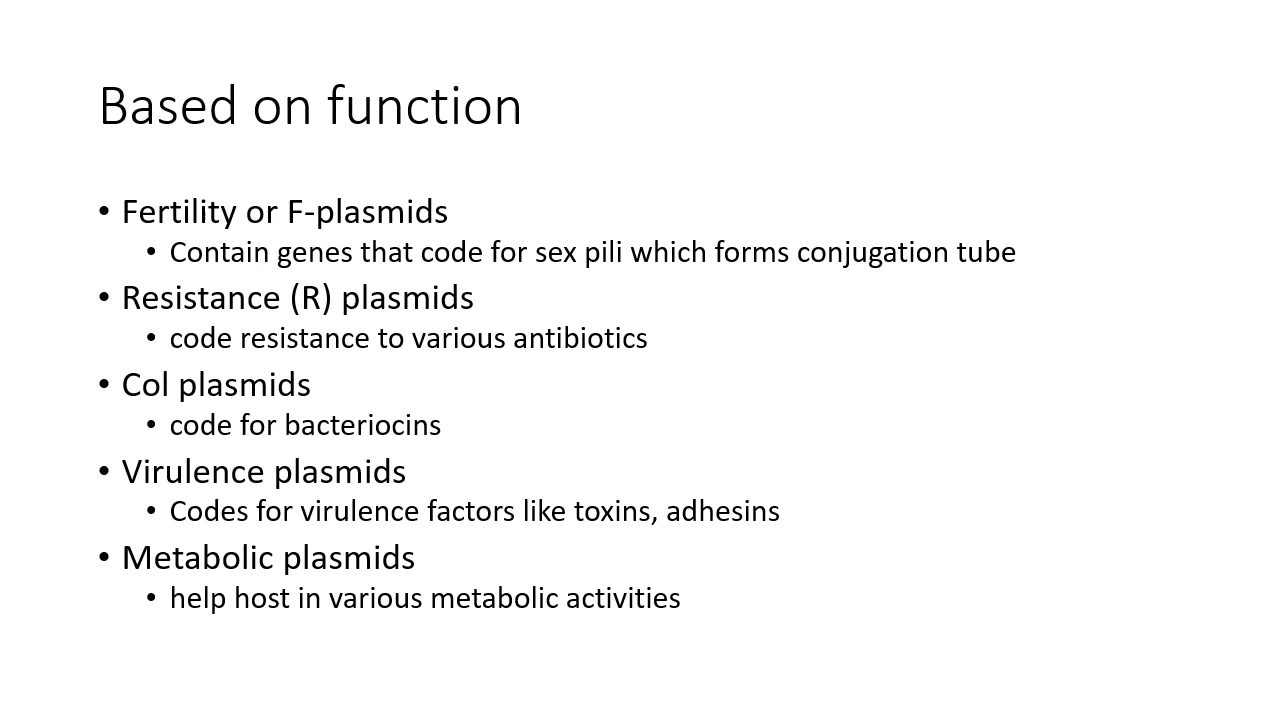 Based on function
• Fertility or F-plasmids
• Contain genes that code for sex pili which forms conjugation tube
• Resistance (R) plasmids
• code resistance to various antibiotics
• Col plasmids
• code for bacteriocins
• Virulence plasmids
• Codes for virulence factors like toxins, adhesins
• Metabolic plasmids
• help host in various metabolic activities